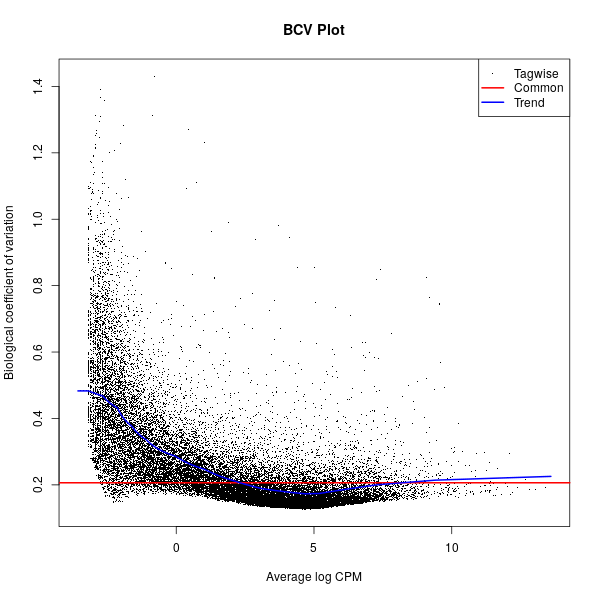 BCV Plot
Tagwise
Common
Trend
Biological coefficient of variation
1.4
1.2
1.0
0.8
0.6
0.4
0.2
0 5 10
Average log CPM